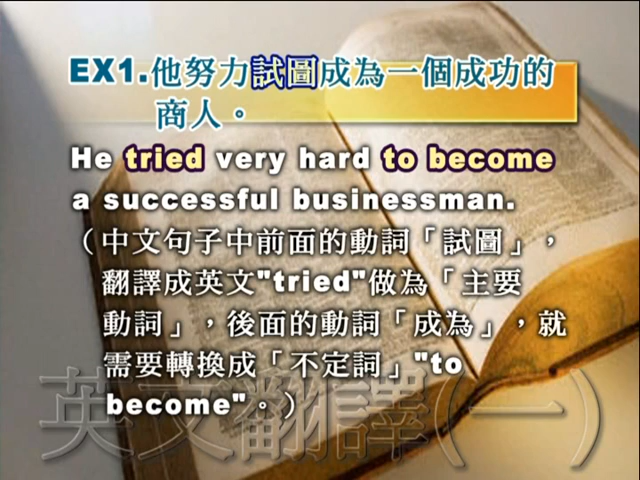 EX1.他努力試圖成為一個成功的
商人。
He tried very hard to become
a successful businessman.
（中文句子中前面的動詞「試圖」，
翻譯成英文"tried"做為「主要
動詞」，後面的動詞「成為」，就
需要轉換成「不定詞」"to
become"。）
英文翻譯(一)